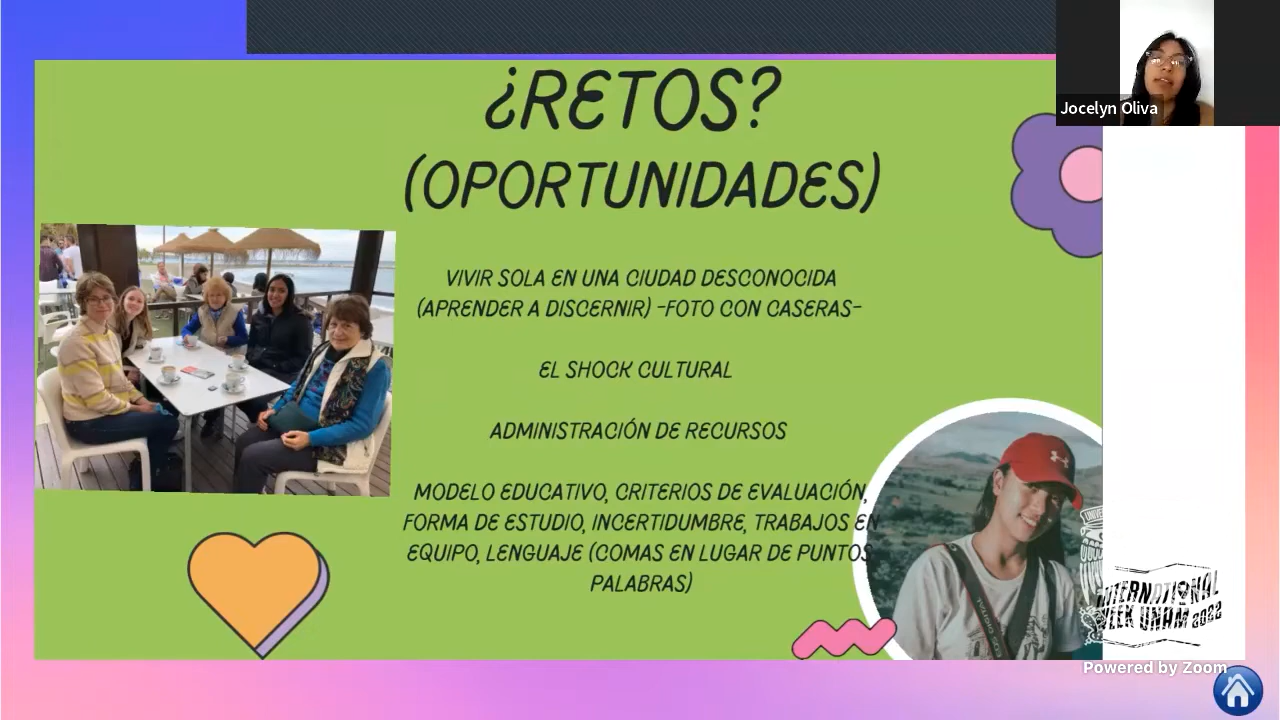 ¿RETOS?
(OPORTUNIDADES)
Jocelyn Oliva
VIVIR SOLA EN UNA CIUDAD DESCONOCIDA
(APRENDER A DISCERNIR) -FOTO CON CASERAS-
EL SHOCK CULTURAL
ADMINISTRACIÓN DE RECURSOS
MODELO EDUCATIVO, CRITERIOS DE EVALUACIÓN,
FORMA DE ESTUDIO, INCERTIDUMBRE, TRABAJOS EN
EQUIPO, LENGUAJE (COMAS EN LUGAR DE PUNTOS
PALABRAS)
EOS DIGITAL
INTERNATIONAL
WEEK UNAM 2022
Powered by Zoom